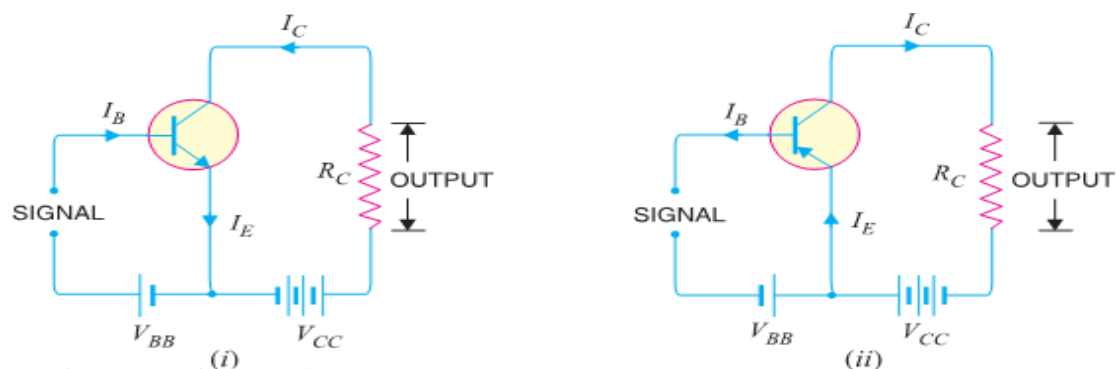 I_C
I_B
R_C
OUTPUT
SIGNAL
I_E
V_BB
V_CC
(i)
I_C
I_B
R_C
OUTPUT
SIGNAL
I_E
V_BB
V_CC
(ii)